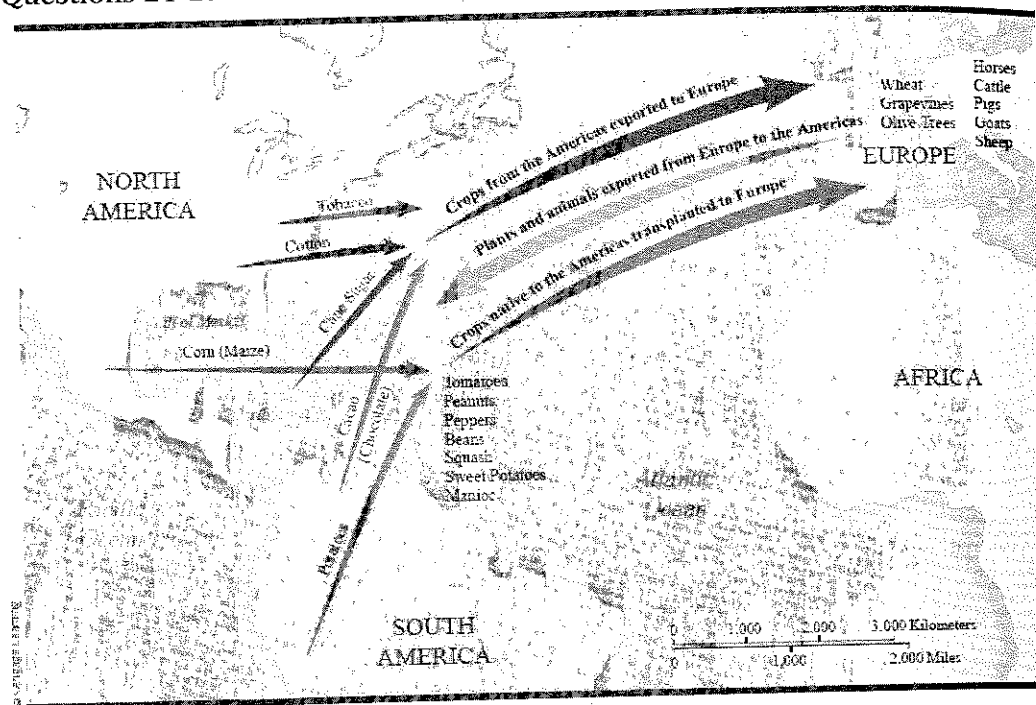 Questions
Horses
Wheat Cattle
Grapevines Pigs
Olive Trees Goats
Sheep
EUROPE
Crops from the Americas exported to Europe
Plants and animals exported from Europe to the Americas
Crops native to the Americas transplanted to Europe
NORTH
AMERICA
Tobacco
Cotton
Cane Sugar
Corn (Maize)
Cacao
(Chocolate)
Potatoes
Tomatoes
Peanuts
Peppers
Beans
Squash
Sweet Potatoes
Manioc
AFRICA
Atlantic
Ocean
SOUTH
AMERICA
0 1,000 2,000 3,000 Kilometers
0 1,000 2,000 Miles